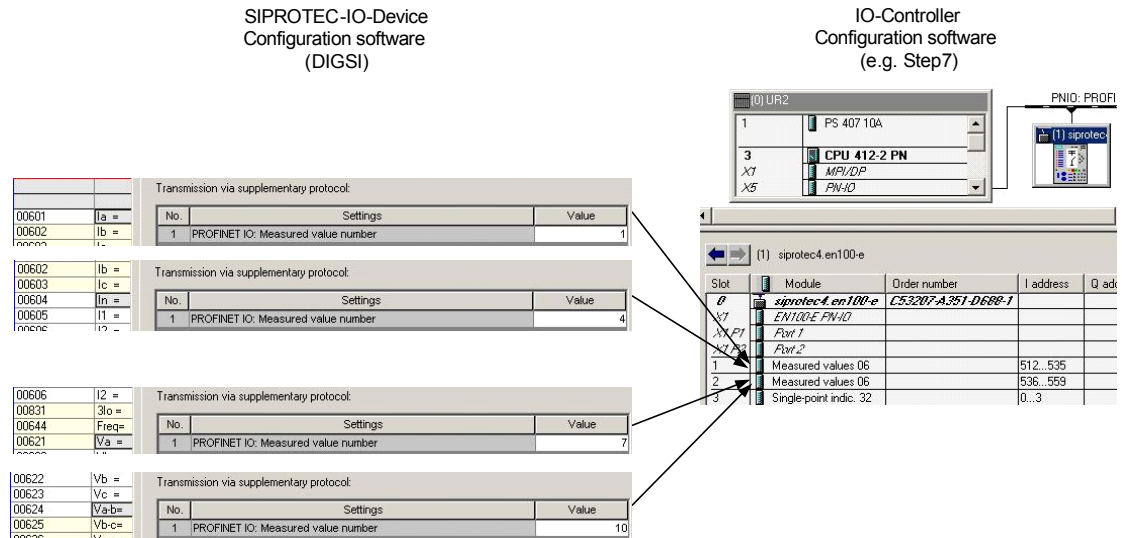 SIPROTEC-IO-Device
Configuration software
(DIGSI)
IO-Controller
Configuration software
(e.g. Step7)
(0) UR2
1 PS 407 10A
3 CPU 412-2 PN
X1 MPI/DP
X5 PN-IO
PNIO: PROFI
(1) siprotec
00601 Ia =
00602 Ib =
Transmission via supplementary protocol:
No. Settings Value
1 PROFINET IO: Measured value number 1
00602 Ib =
00603 Ic =
00604 In =
00605 I1 =
00606 I2 =
Transmission via supplementary protocol:
No. Settings Value
1 PROFINET IO: Measured value number 4
00606 I2 =
00831 3Io =
00644 Freq=
00621 Va =
Transmission via supplementary protocol:
No. Settings Value
1 PROFINET IO: Measured value number 7
00622 Vb =
00623 Vc =
00624 Va-b=
00625 Vb-c=
Transmission via supplementary protocol:
No. Settings Value
1 PROFINET IO: Measured value number 10
(1) siprotec4.en100-e
Slot Module Order number I address Q add
0 siprotec4.en100-e C53207-A351-D688-1
X1 EN100-E PN-IO
X1 P1 Port 1
X1 P2 Port 2
1 Measured values 06 512...535
2 Measured values 06 536...559
3 Single-point indic. 32 0...3